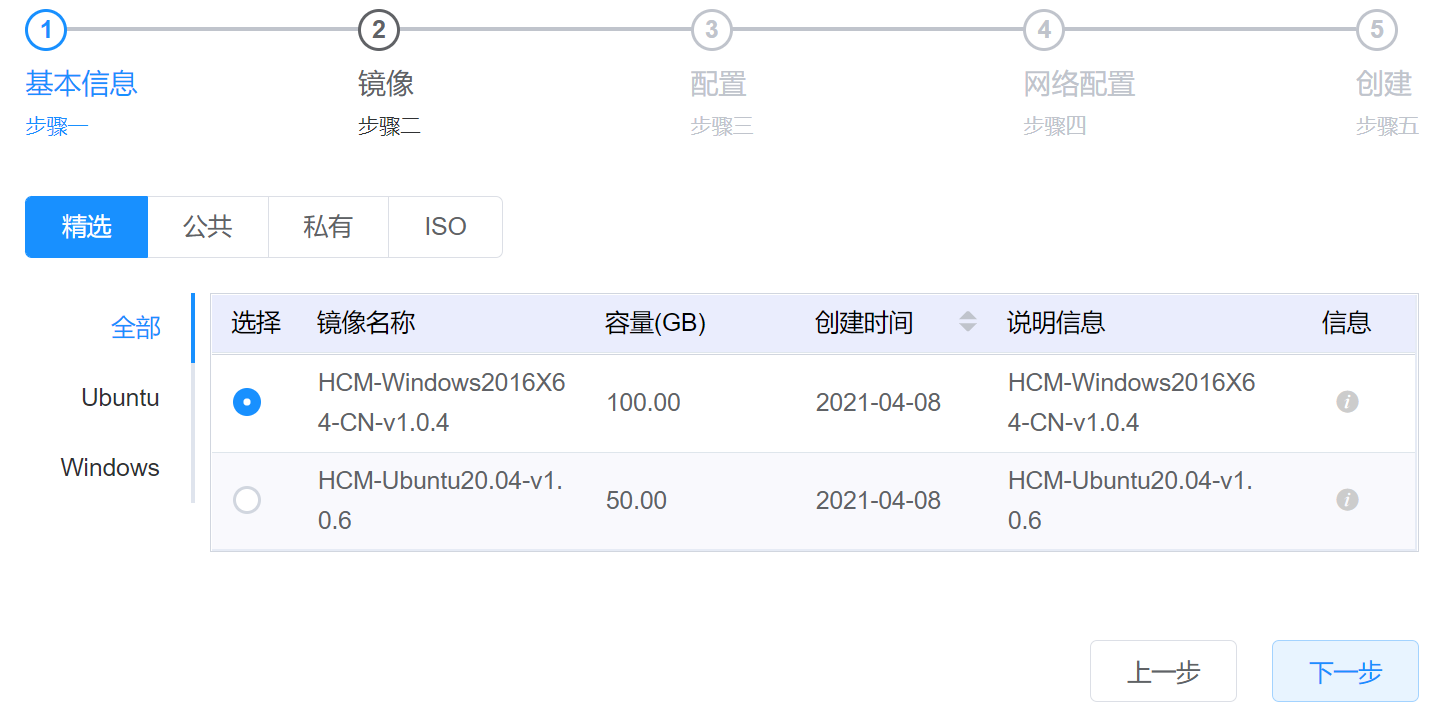 1 2 3 4 5
基本信息 镜像 配置 网络配置 创建
步骤一 步骤二 步骤三 步骤四 步骤五
精选 公共 私有 ISO
全部
Ubuntu
Windows
选择 镜像名称 容量(GB) 创建时间 说明信息 信息
HCM-Windows2016X6 HCM-Windows2016X6
100.00 2021-04-08
4-CN-v1.0.4 4-CN-v1.0.4
HCM-Ubuntu20.04-v1. HCM-Ubuntu20.04-v1.
50.00 2021-04-08
0.6 0.6
上一步 下一步